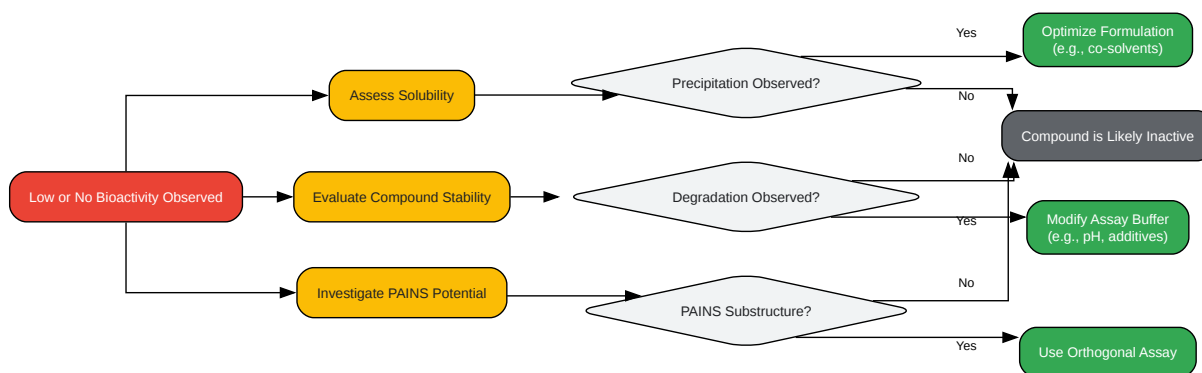 Low or No Bioactivity Observed
Assess Solubility
Evaluate Compound Stability
Investigate PAINS Potential
Precipitation Observed?
Degradation Observed?
PAINS Substructure?
Yes
No
No
Yes
No
Yes
Optimize Formulation
(e.g., co-solvents)
Compound is Likely Inactive
Modify Assay Buffer
(e.g., pH, additives)
Use Orthogonal Assay